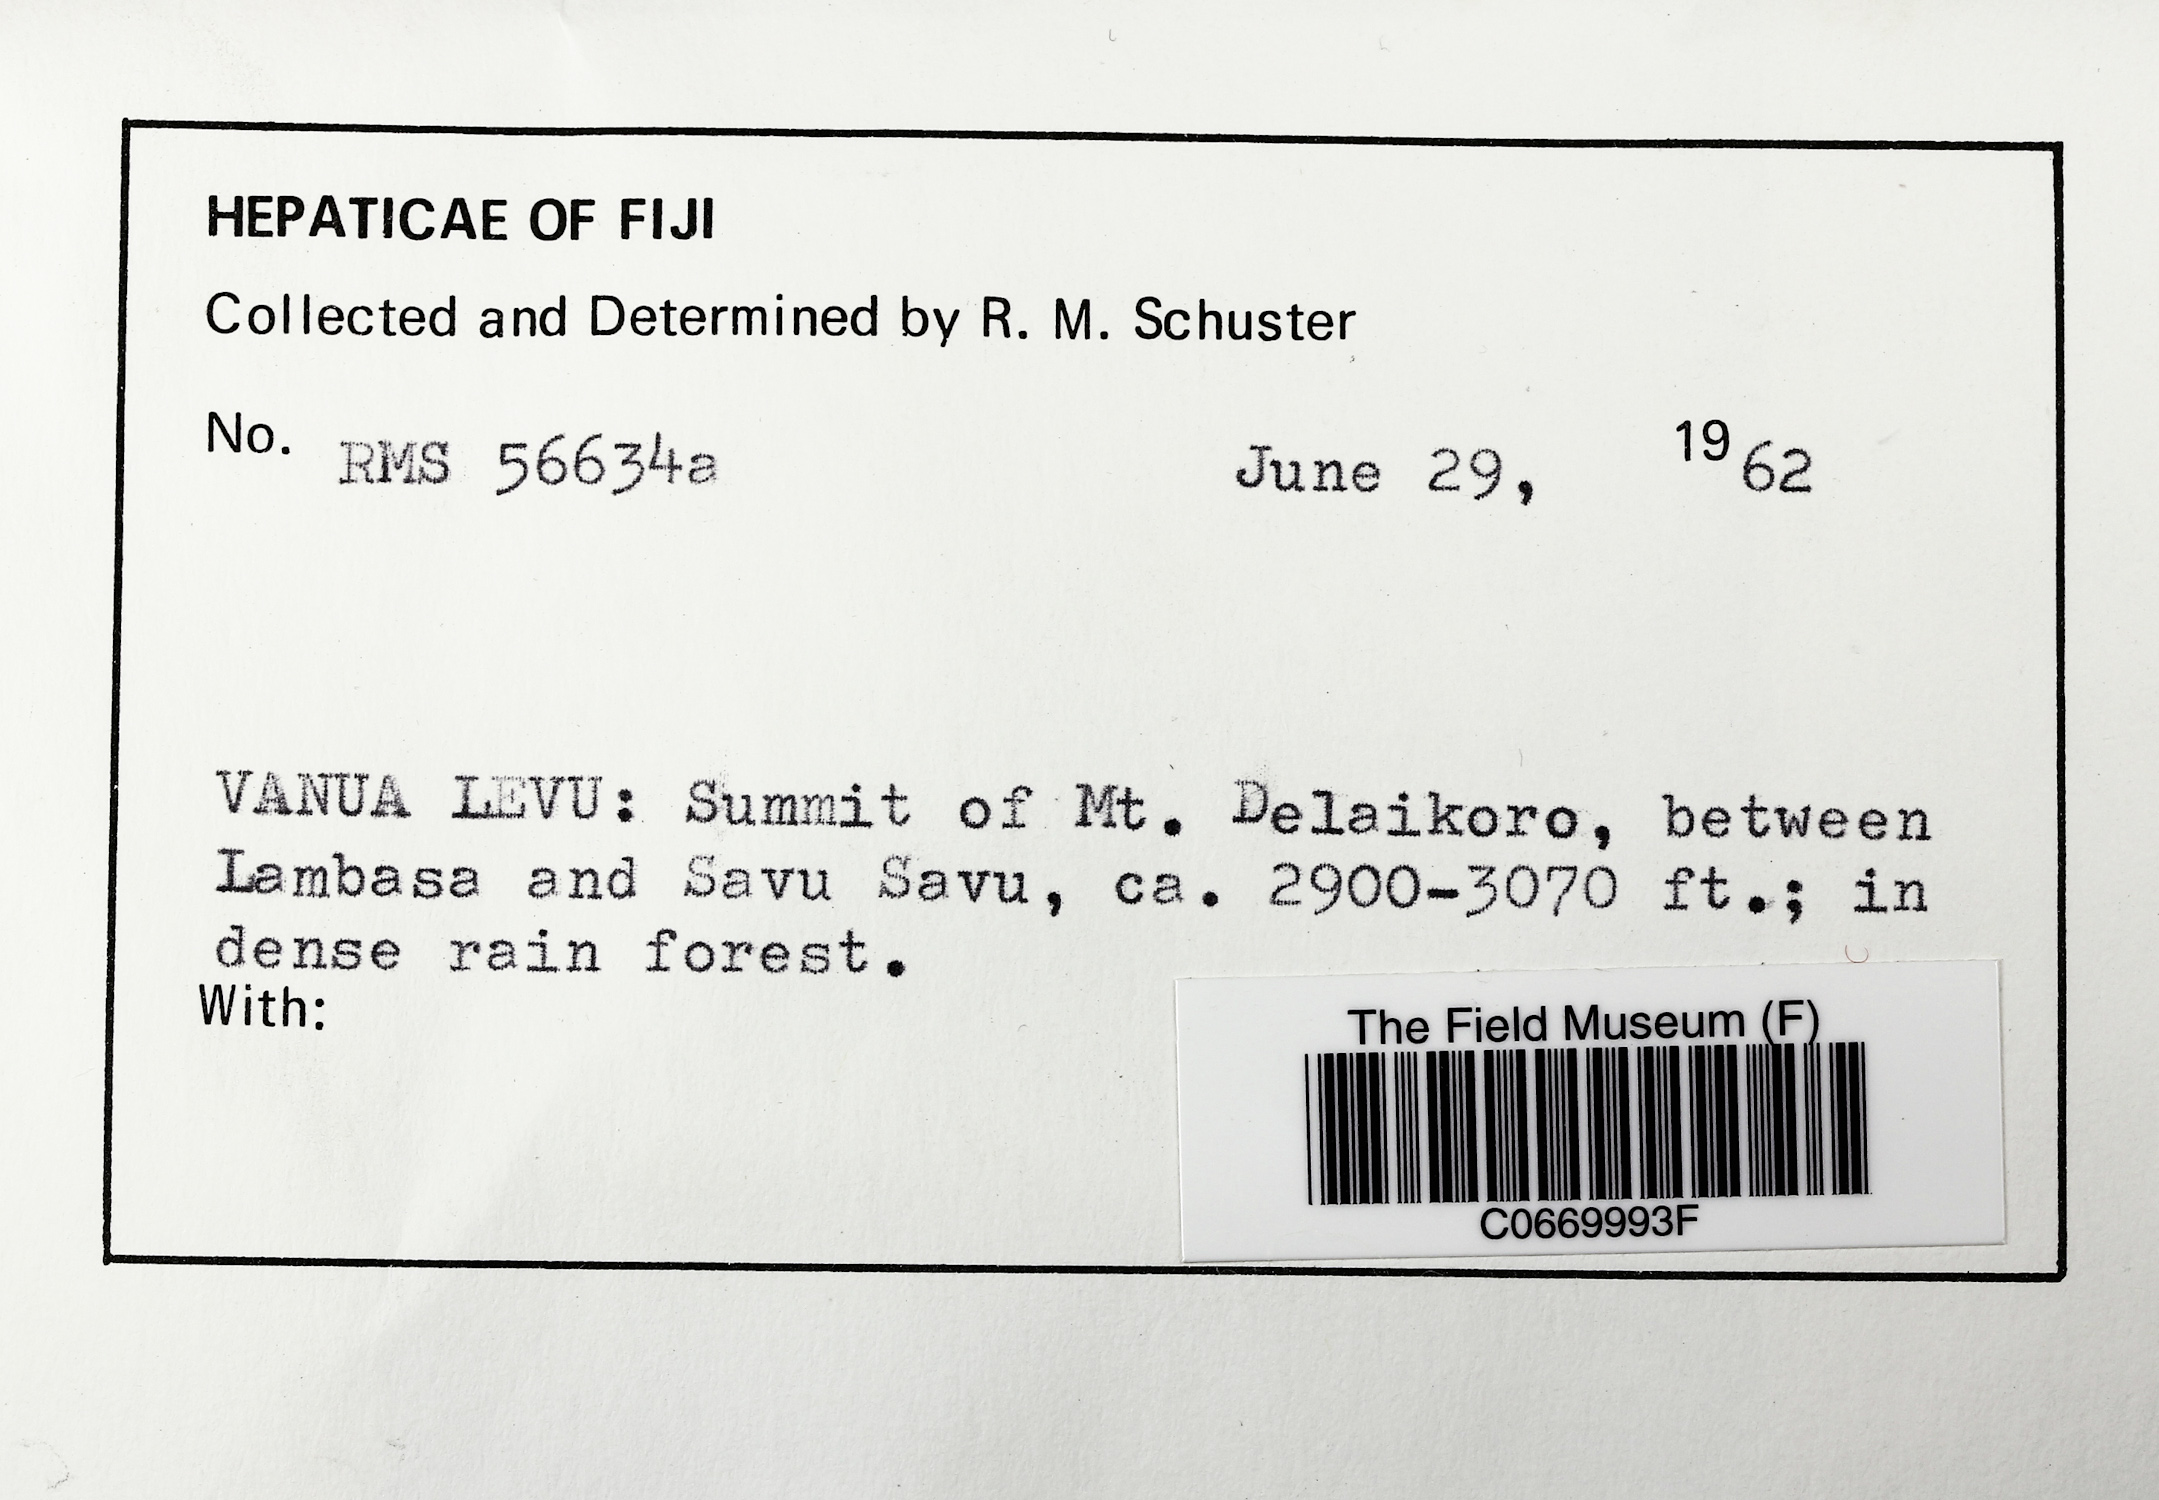 HEPATICAE OF FIJI
Collected and Determined by R. M. Schuster
No. RMS 56634a June 29, 1962
VANUA LEVU: Summit of Mt. Delaikoro, between
Lambasa and Savu Savu, ca. 2900-3070 ft.; in
dense rain forest.
With:
The Field Museum (F)
C0669993F